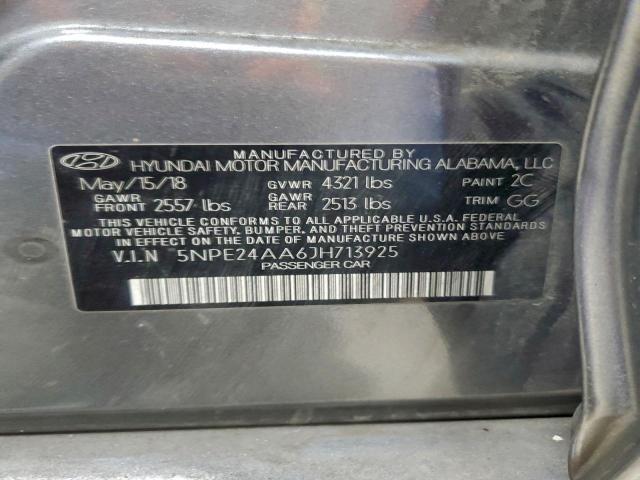 MANUFACTURED BY
HYUNDAI MOTOR MANUFACTURING ALABAMA, LLC
May/15/18 GVWR 4321 lbs PAINT 2C
GAWR FRONT 2557 lbs GAWR REAR 2513 lbs TRIM GG
THIS VEHICLE CONFORMS TO ALL APPLICABLE U.S.A. FEDERAL
MOTOR VEHICLE SAFETY, BUMPER, AND THEFT PREVENTION STANDARDS
IN EFFECT ON THE DATE OF MANUFACTURE SHOWN ABOVE.
V.I.N 5NPE24AA6JH713925
PASSENGER CAR